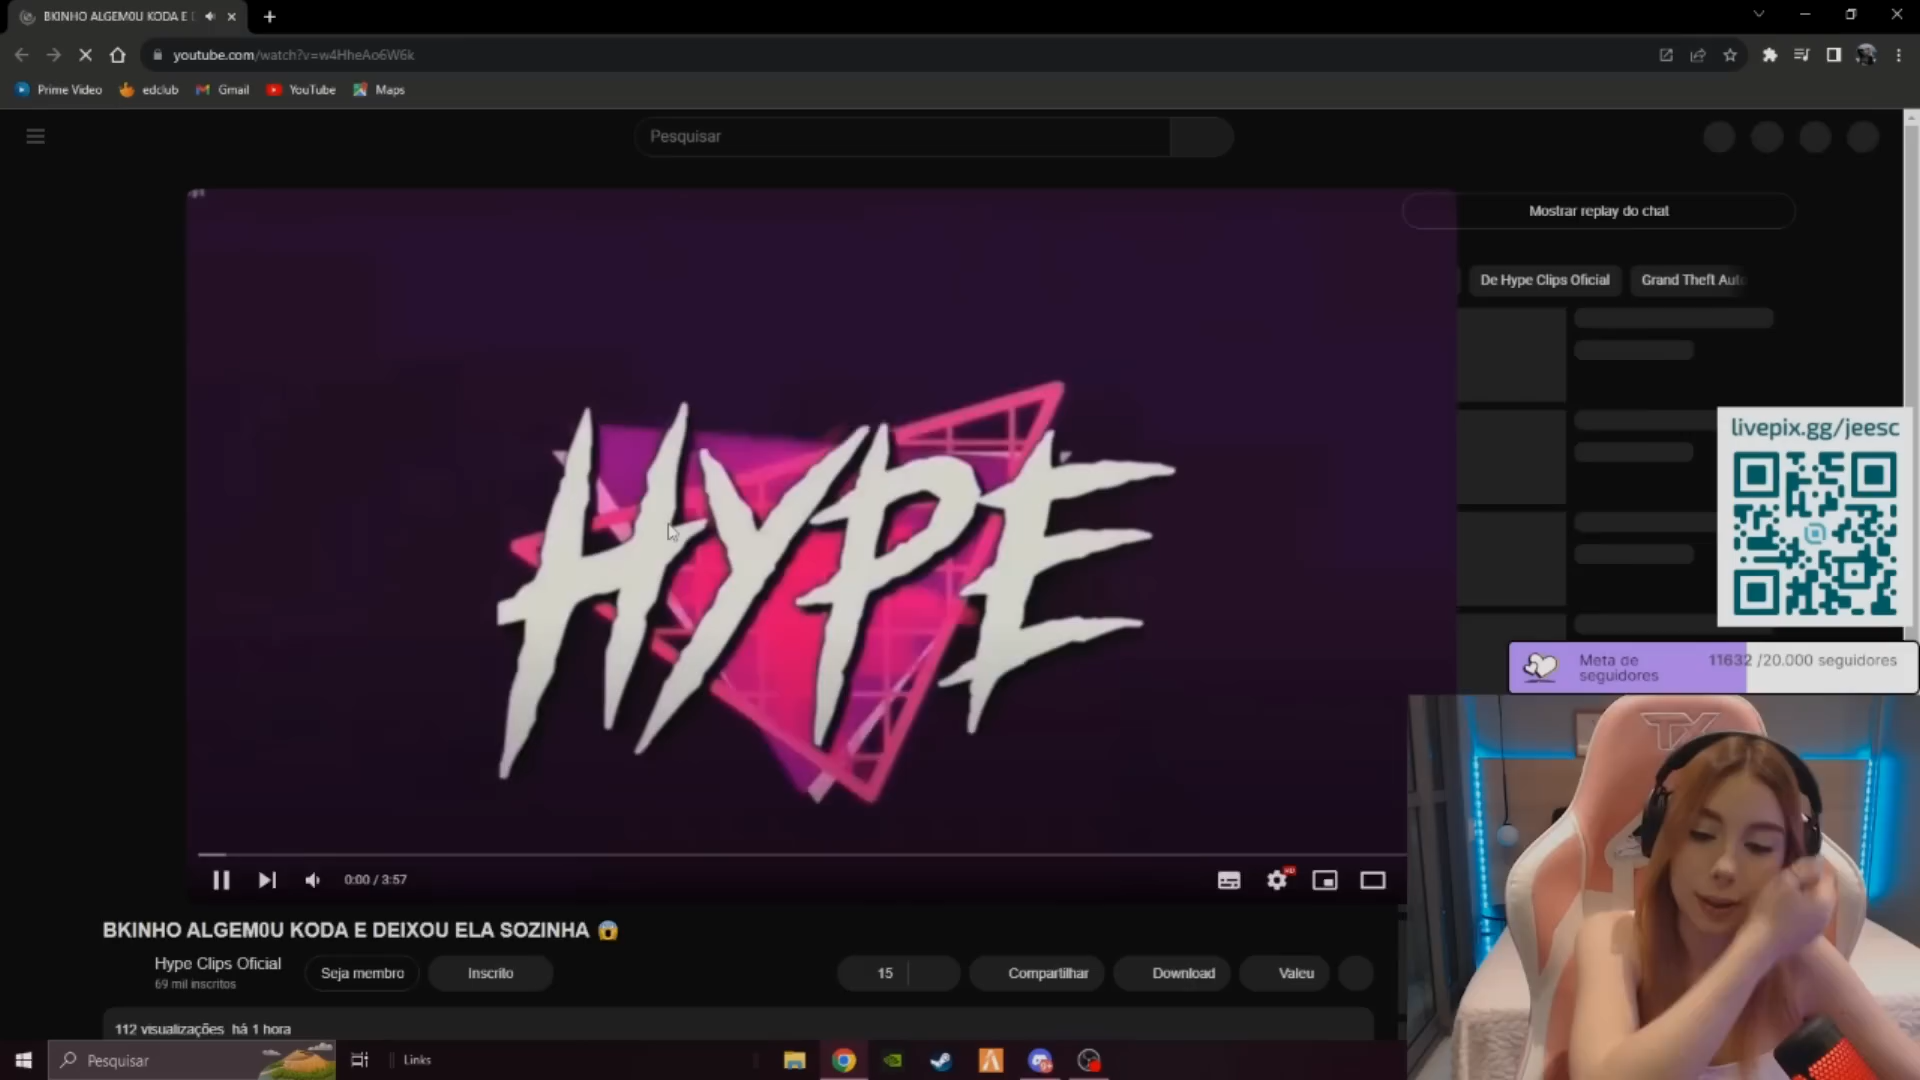 BKINHO ALGEM0U KODA E
youtube.com/watch?v=w4HheAo6W6k
Prime Video
edclub
Gmail
YouTube
Maps
Pesquisar
Mostrar replay do chat
De Hype Clips Oficial
Grand Theft Aut
HYPE
livepix.gg/jeesc
Meta de
seguidores
11632 /20.000 seguidores
TX
0:00 / 3:57
BKINHO ALGEM0U KODA E DEIXOU ELA SOZINHA 😱
Hype Clips Oficial
69 mil inscritos
Seja membro
Inscrito
15
Compartilhar
Download
Valeu
112 visualizações há 1 hora
Pesquisar
Links